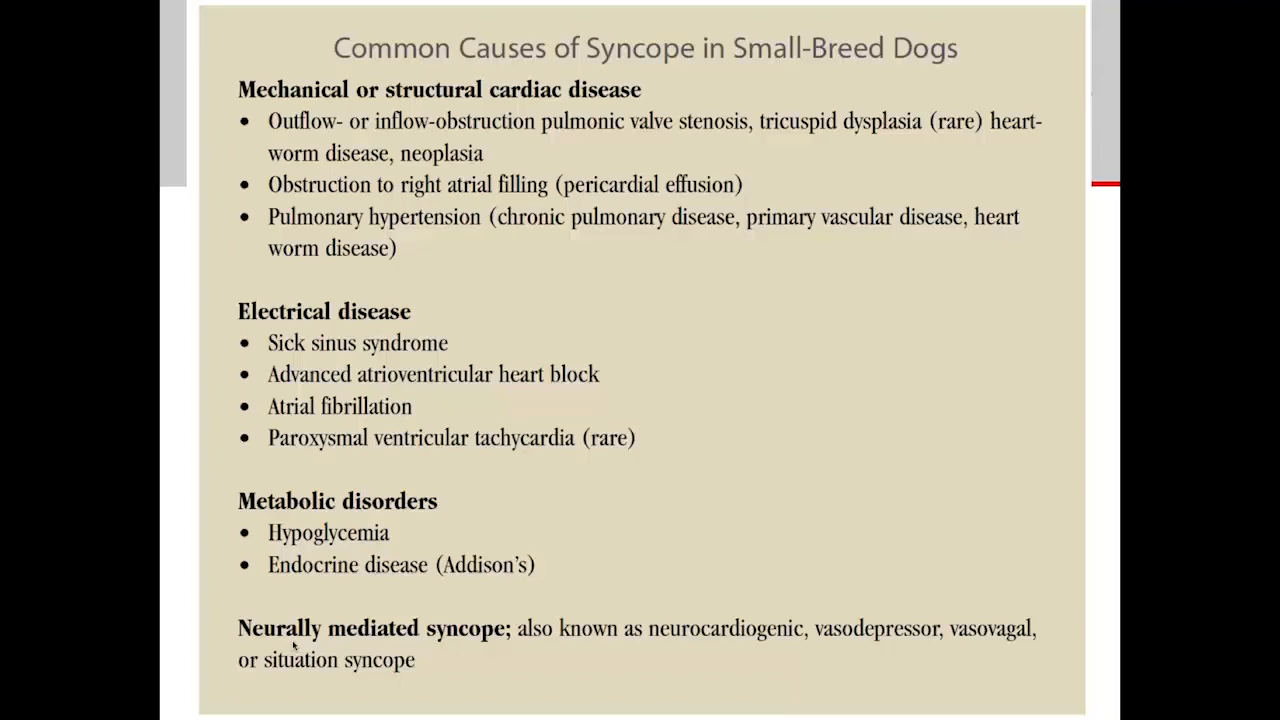 Common Causes of Syncope in Small-Breed Dogs
Mechanical or structural cardiac disease
• Outflow- or inflow-obstruction pulmonic valve stenosis, tricuspid dysplasia (rare) heart-
worm disease, neoplasia
• Obstruction to right atrial filling (pericardial effusion)
• Pulmonary hypertension (chronic pulmonary disease, primary vascular disease, heart
worm disease)
Electrical disease
• Sick sinus syndrome
• Advanced atrioventricular heart block
• Atrial fibrillation
• Paroxysmal ventricular tachycardia (rare)
Metabolic disorders
• Hypoglycemia
• Endocrine disease (Addison’s)
Neurally mediated syncope; also known as neurocardiogenic, vasodepressor, vasovagal,
or situation syncope